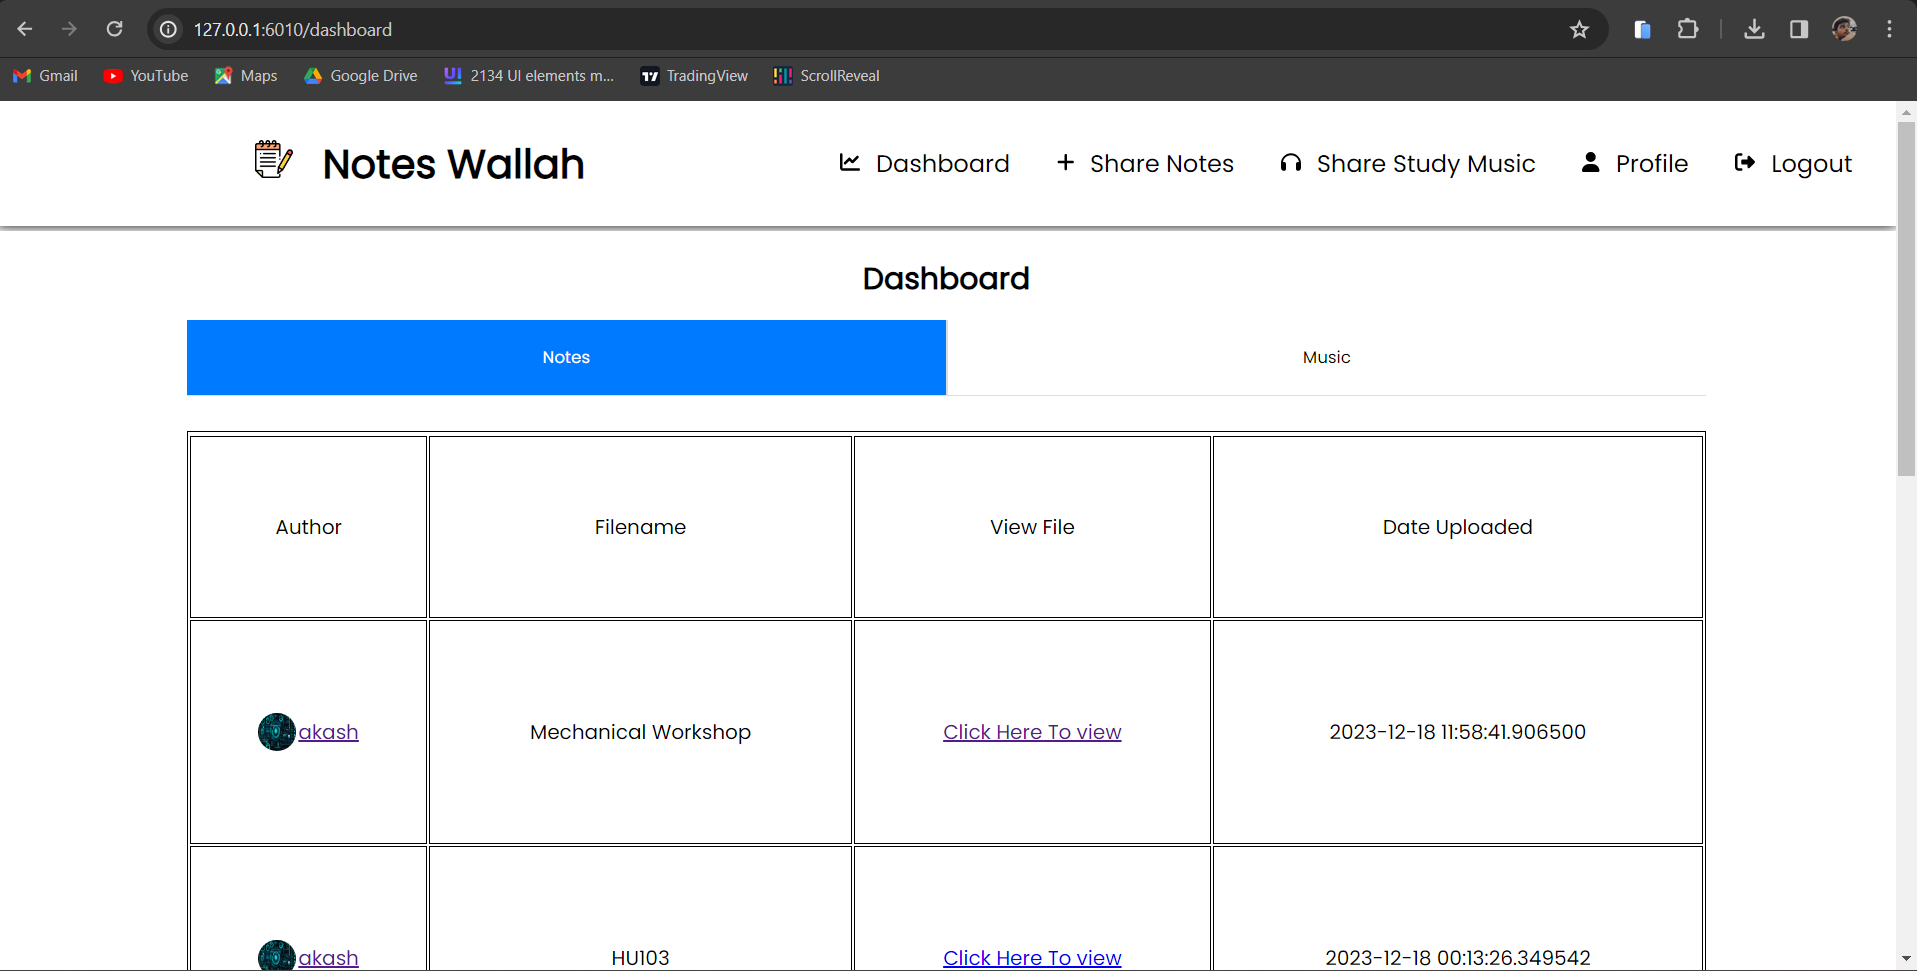 127.0.0.1:6010/dashboard
Gmail YouTube Maps Google Drive 2134 UI elements m... TradingView ScrollReveal
Notes Wallah Dashboard Share Notes Share Study Music Profile Logout
Dashboard
Notes Music
Author Filename View File Date Uploaded
akash Mechanical Workshop Click Here To view 2023-12-18 11:58:41.906500
akash HU103 Click Here To view 2023-12-18 00:13:26.349542